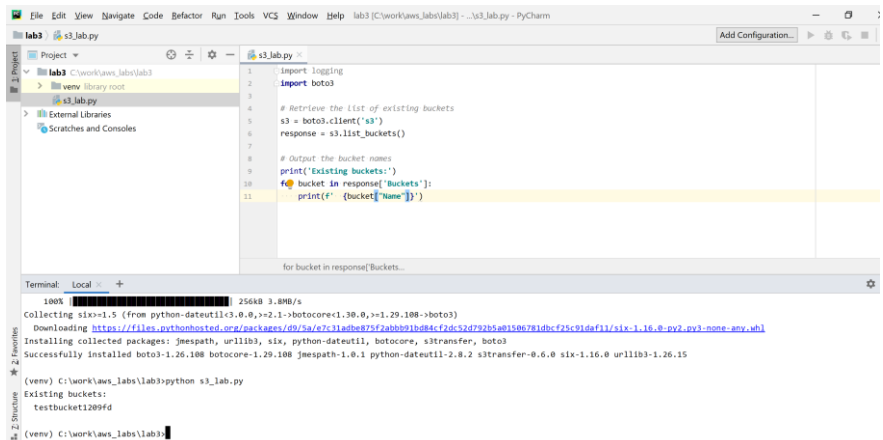 File Edit View Navigate Code Refactor Run Tools VCS Window Help lab3 [C:\work\aws_labs\lab3] - ...\s3_lab.py - PyCharm
lab3 s3_lab.py Add Configuration...
1: Project
Project
s3_lab.py
lab3 C:\work\aws_labs\lab3
venv library root
s3_lab.py
External Libraries
Scratches and Consoles
1 import logging
2 import boto3
3
4 # Retrieve the list of existing buckets
5 s3 = boto3.client('s3')
6 response = s3.list_buckets()
7
8 # Output the bucket names
9 print('Existing buckets:')
10 for bucket in response['Buckets']:
11 print(f'  {bucket["Name"]}')
for bucket in response['Buckets...
Terminal: Local +
100% | 256kB 3.8MB/s
Collecting six>=1.5 (from python-dateutil<3.0.0,>=2.1->botocore<1.30.0,>=1.29.108->boto3)
Downloading https://files.pythonhosted.org/packages/d9/5a/e7c31adbe875f2abbb91bd84cf2dc52d792b5a01506781dbcf25c91daf11/six-1.16.0-py2.py3-none-any.whl
Installing collected packages: jmespath, urllib3, six, python-dateutil, botocore, s3transfer, boto3
Successfully installed boto3-1.26.108 botocore-1.29.108 jmespath-1.0.1 python-dateutil-2.8.2 s3transfer-0.6.0 six-1.16.0 urllib3-1.26.15
(venv) C:\work\aws_labs\lab3>python s3_lab.py
Existing buckets:
testbucket1209fd
(venv) C:\work\aws_labs\lab3>
2: Favorites
Z: Structure